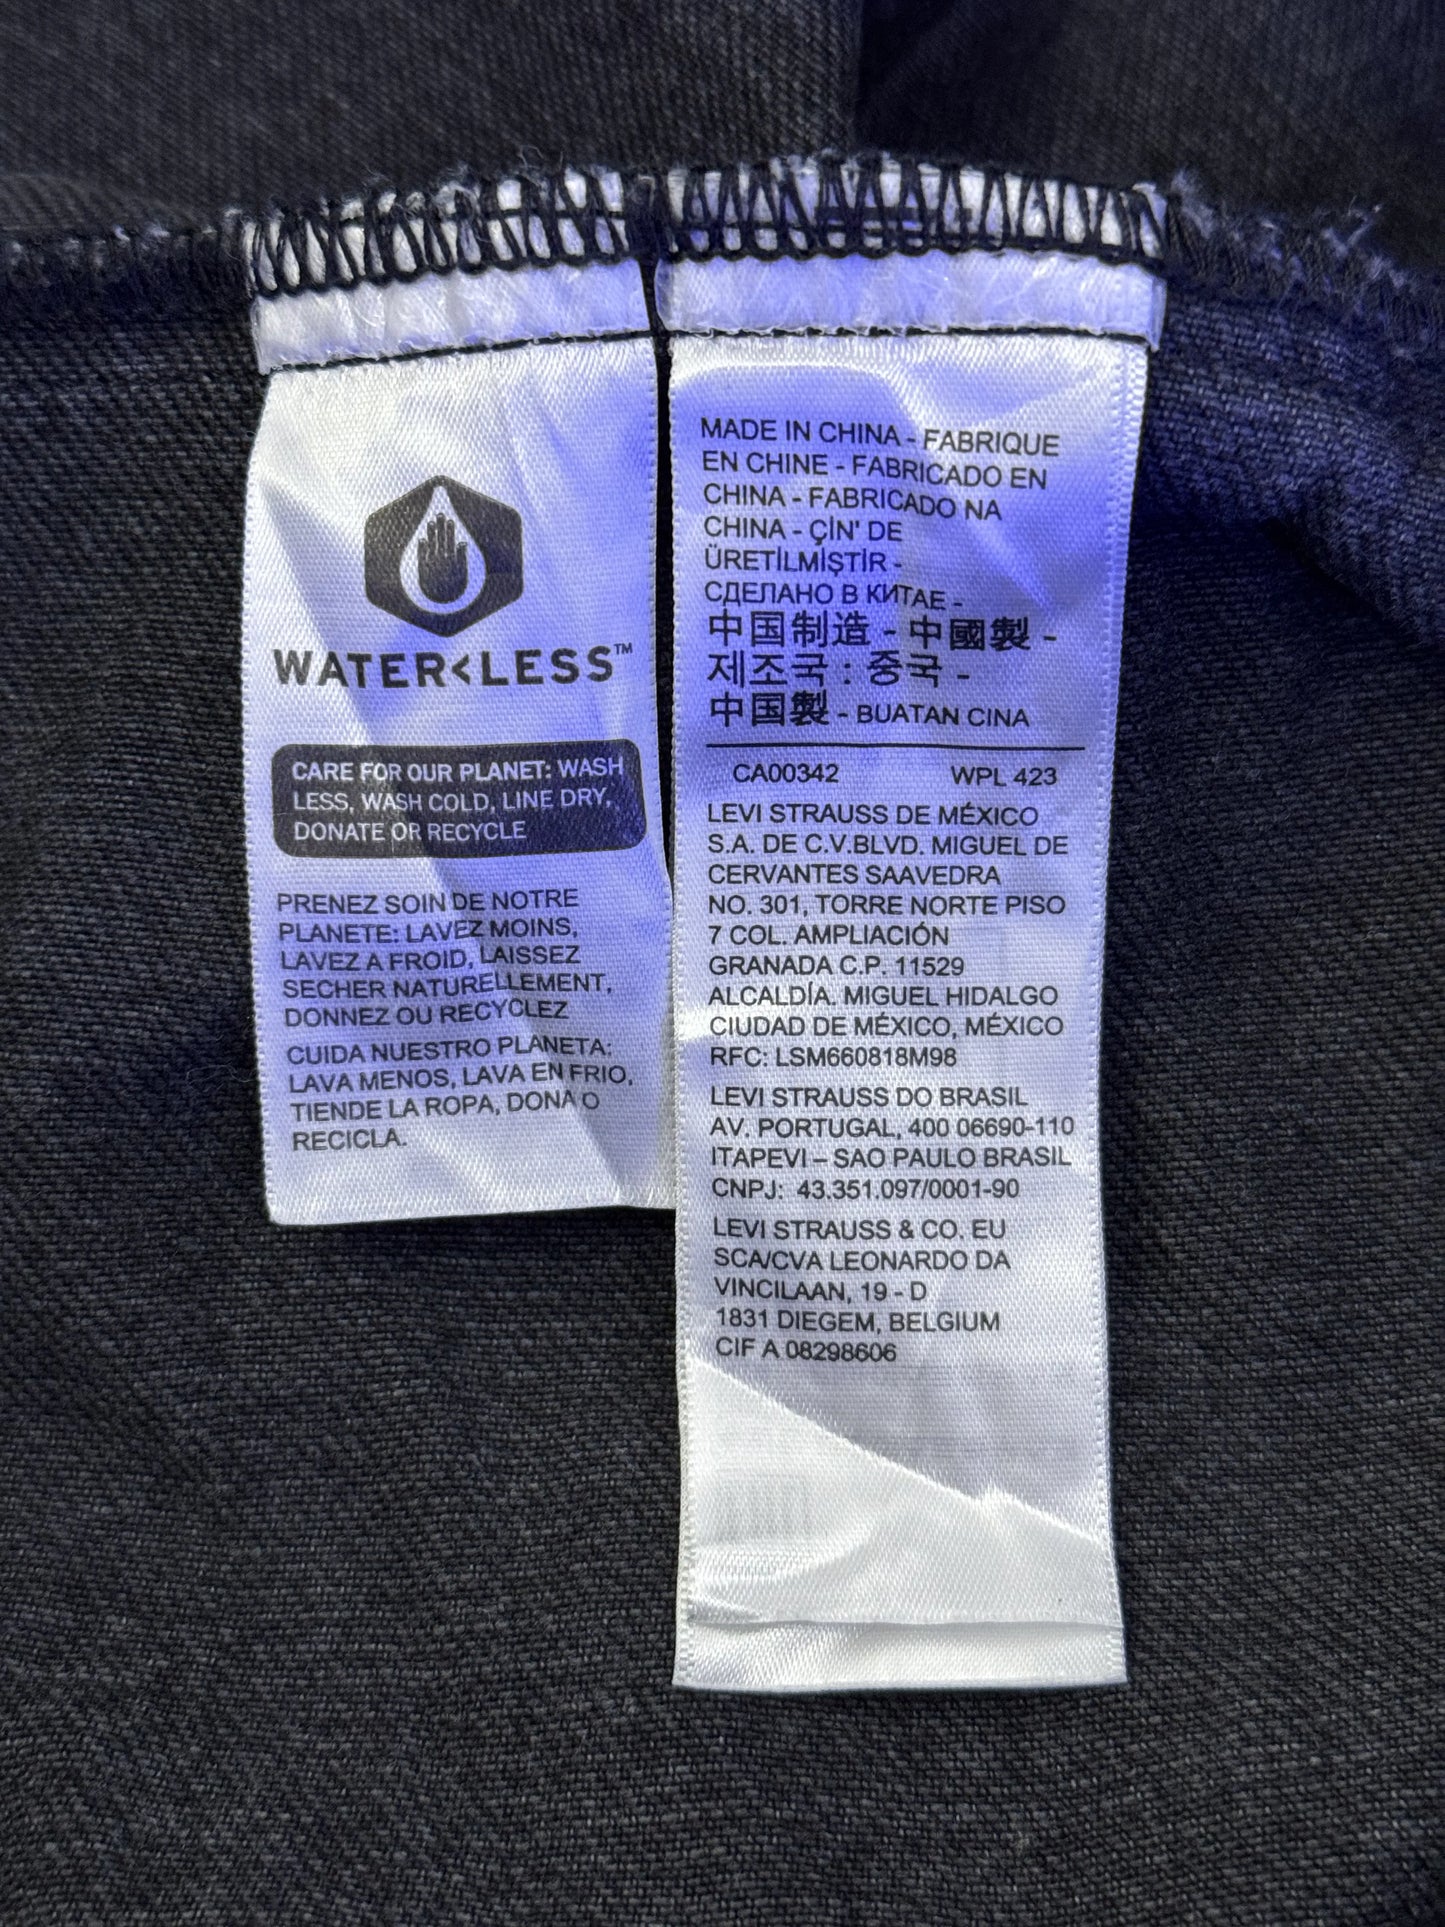 WATER<LESS™
CARE FOR OUR PLANET: WASH
LESS, WASH COLD, LINE DRY,
DONATE OR RECYCLE
PRENEZ SOIN DE NOTRE
PLANETE: LAVEZ MOINS,
LAVEZ A FROID, LAISSEZ
SECHER NATURELLEMENT,
DONNEZ OU RECYCLEZ
CUIDA NUESTRO PLANETA:
LAVA MENOS, LAVA EN FRIO,
TIENDE LA ROPA, DONA O
RECICLA.
MADE IN CHINA - FABRIQUE
EN CHINE - FABRICADO EN
CHINA - FABRICADO NA
CHINA - ÇİN' DE
ÜRETİLMİŞTİR -
СДЕЛАНО В КИТАЕ -
中国制造 - 中國製 -
제조국 : 중국 -
中国製 - BUATAN CINA
CA00342 WPL 423
LEVI STRAUSS DE MÉXICO
S.A. DE C.V.BLVD. MIGUEL DE
CERVANTES SAAVEDRA
NO. 301, TORRE NORTE PISO
7 COL. AMPLIACIÓN
GRANADA C.P. 11529
ALCALDÍA. MIGUEL HIDALGO
CIUDAD DE MÉXICO, MÉXICO
RFC: LSM660818M98
LEVI STRAUSS DO BRASIL
AV. PORTUGAL, 400 06690-110
ITAPEVI – SAO PAULO BRASIL
CNPJ: 43.351.097/0001-90
LEVI STRAUSS & CO. EU
SCA/CVA LEONARDO DA
VINCILAAN, 19 - D
1831 DIEGEM, BELGIUM
CIF A 08298606